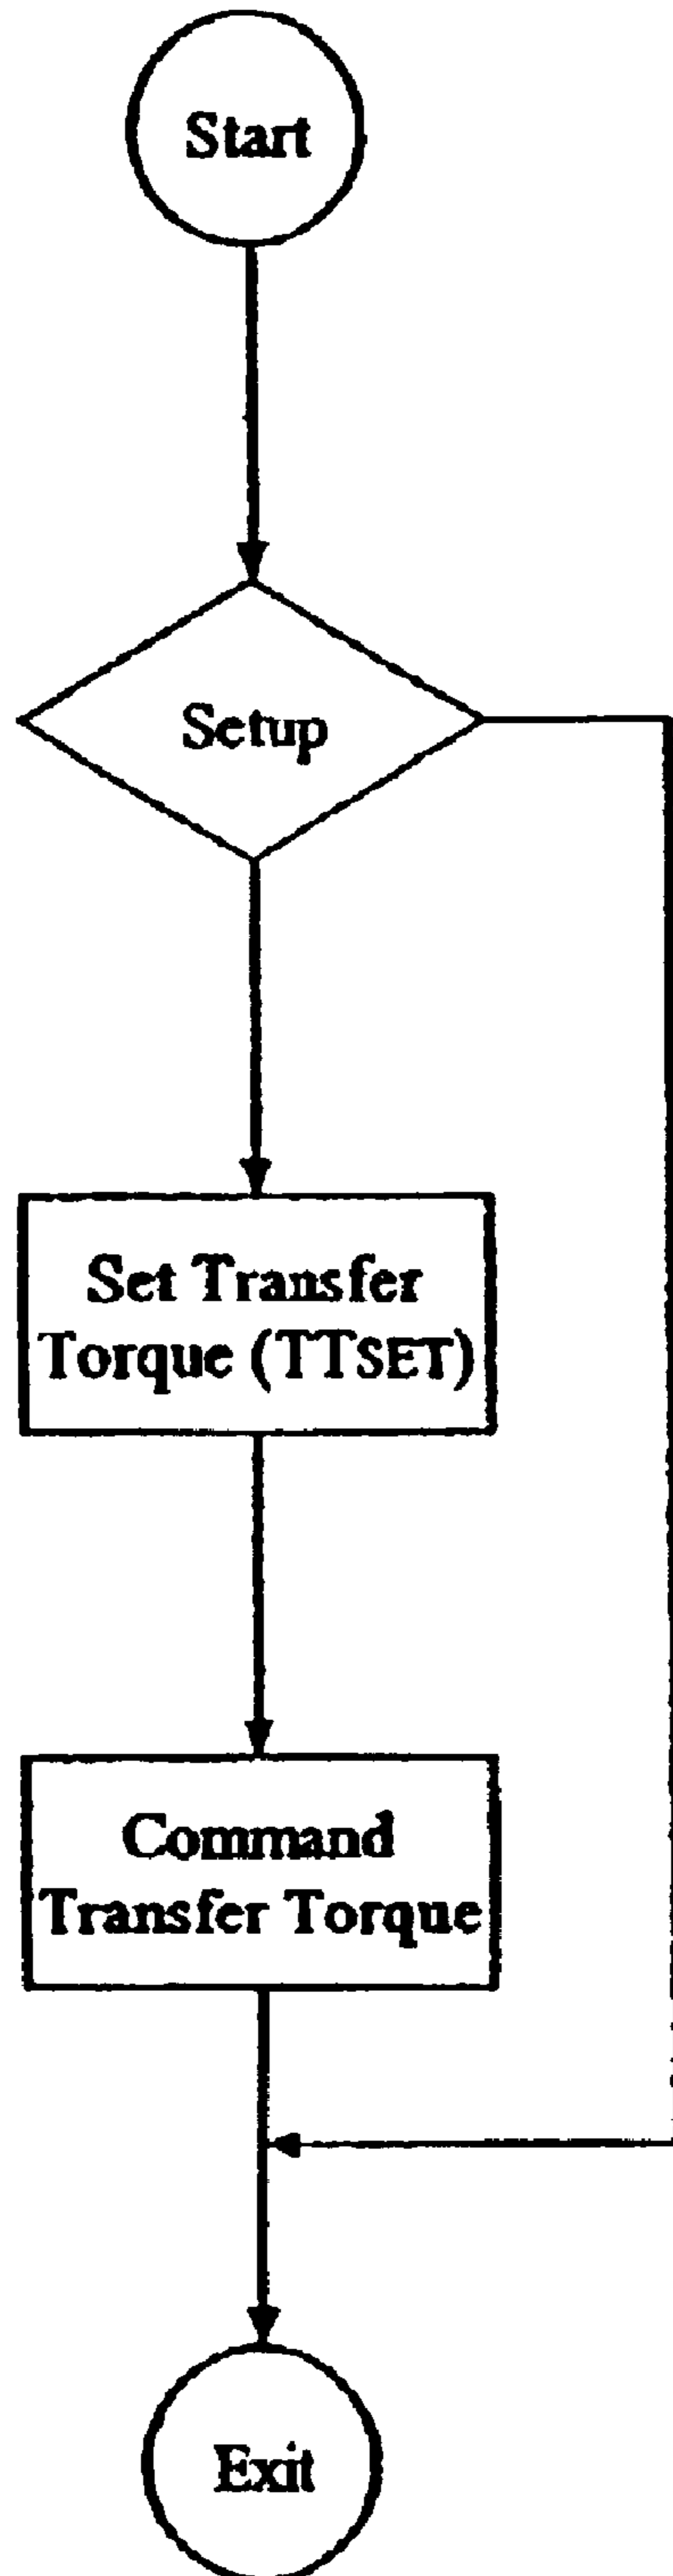 Start
Setup
Set Transfer
Torque (TTSET)
Command
Transfer Torque
Exit